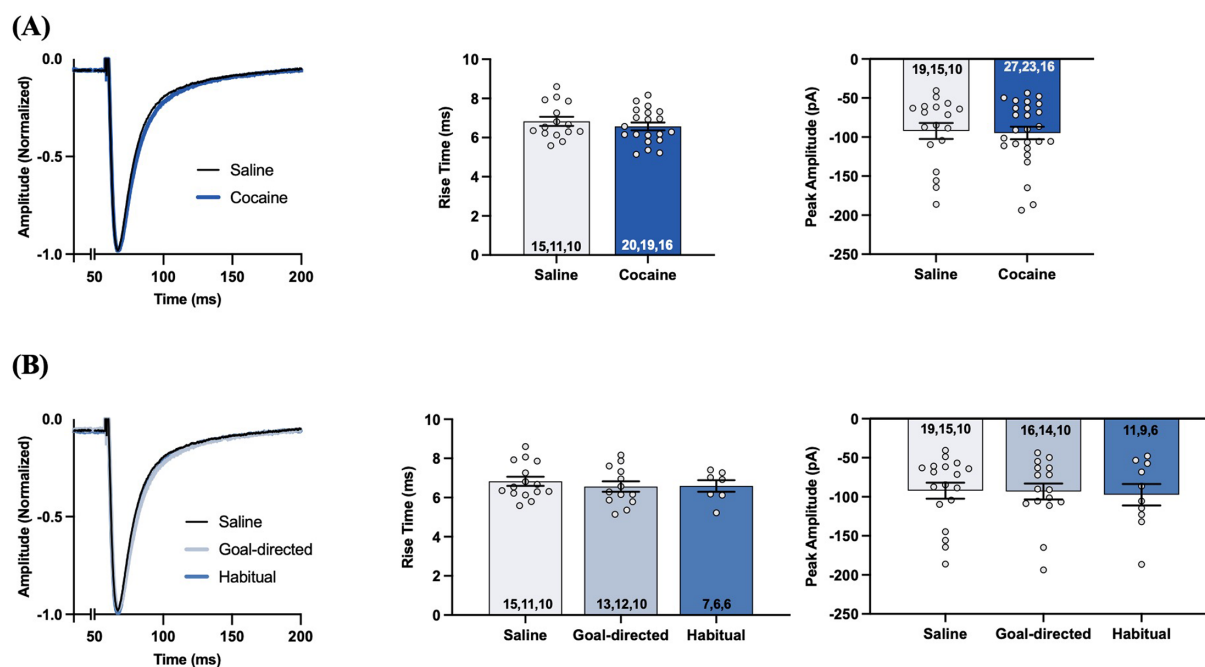 (A)
Amplitude (Normalized)
0.0
-0.5
-1.0
Saline
Cocaine
50
100
150
200
Time (ms)
Rise Time (ms)
10
8
6
4
2
0
15,11,10
20,19,16
Saline
Cocaine
Peak Amplitude (pA)
0
-50
-100
-150
-200
-250
19,15,10
27,23,16
Saline
Cocaine
(B)
Amplitude (Normalized)
0.0
-0.5
-1.0
Saline
Goal-directed
Habitual
50
100
150
200
Time (ms)
Rise Time (ms)
10
8
6
4
2
0
15,11,10
13,12,10
7,6,6
Saline
Goal-directed
Habitual
Peak Amplitude (pA)
0
-50
-100
-150
-200
-250
19,15,10
16,14,10
11,9,6
Saline
Goal-directed
Habitual